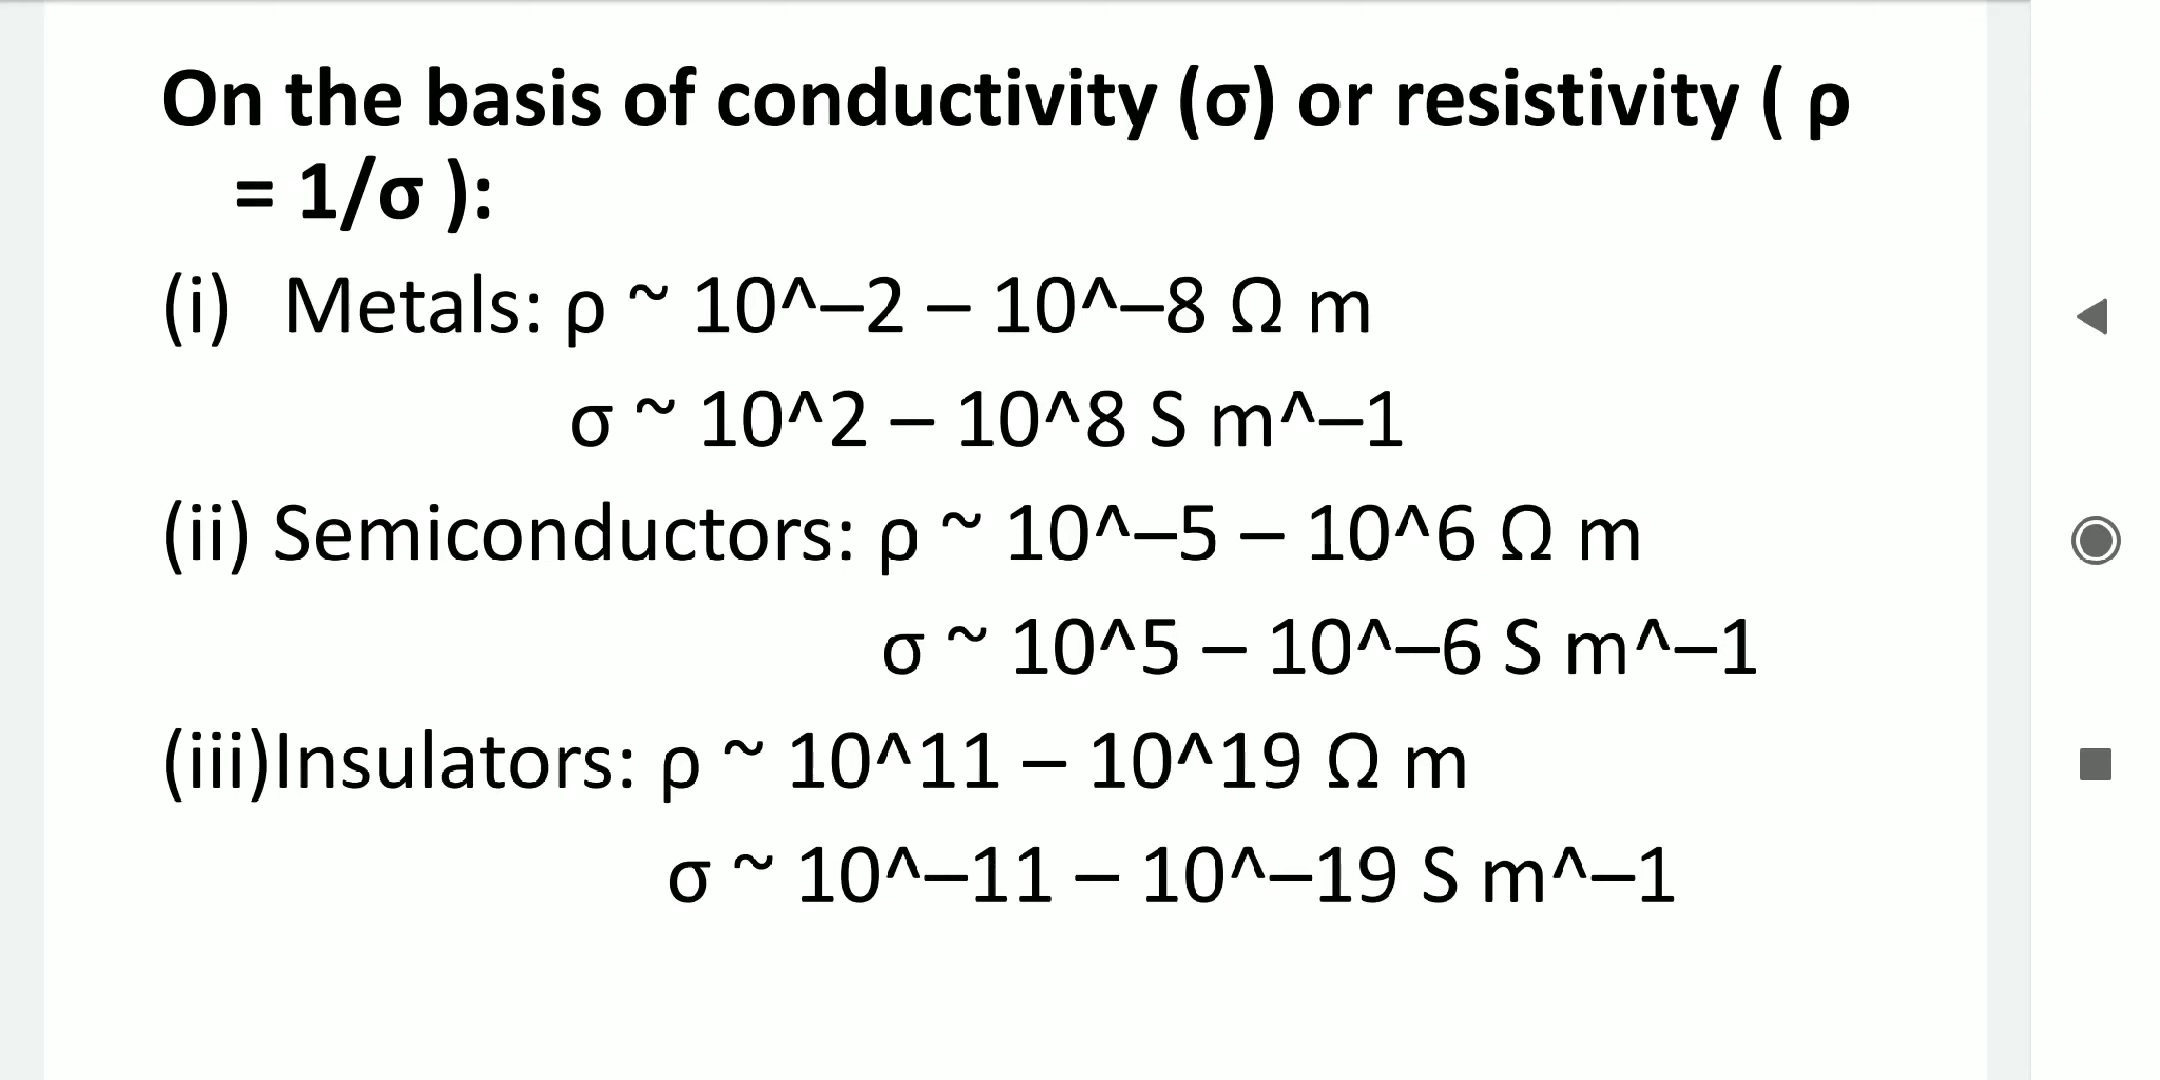 On the basis of conductivity (σ) or resistivity ( ρ
= 1/σ ):
(i) Metals: ρ ~ 10^–2 – 10^–8 Ω m
σ ~ 10^2 – 10^8 S m^–1
(ii) Semiconductors: ρ ~ 10^–5 – 10^6 Ω m
σ ~ 10^5 – 10^–6 S m^–1
(iii)Insulators: ρ ~ 10^11 – 10^19 Ω m
σ ~ 10^–11 – 10^–19 S m^–1